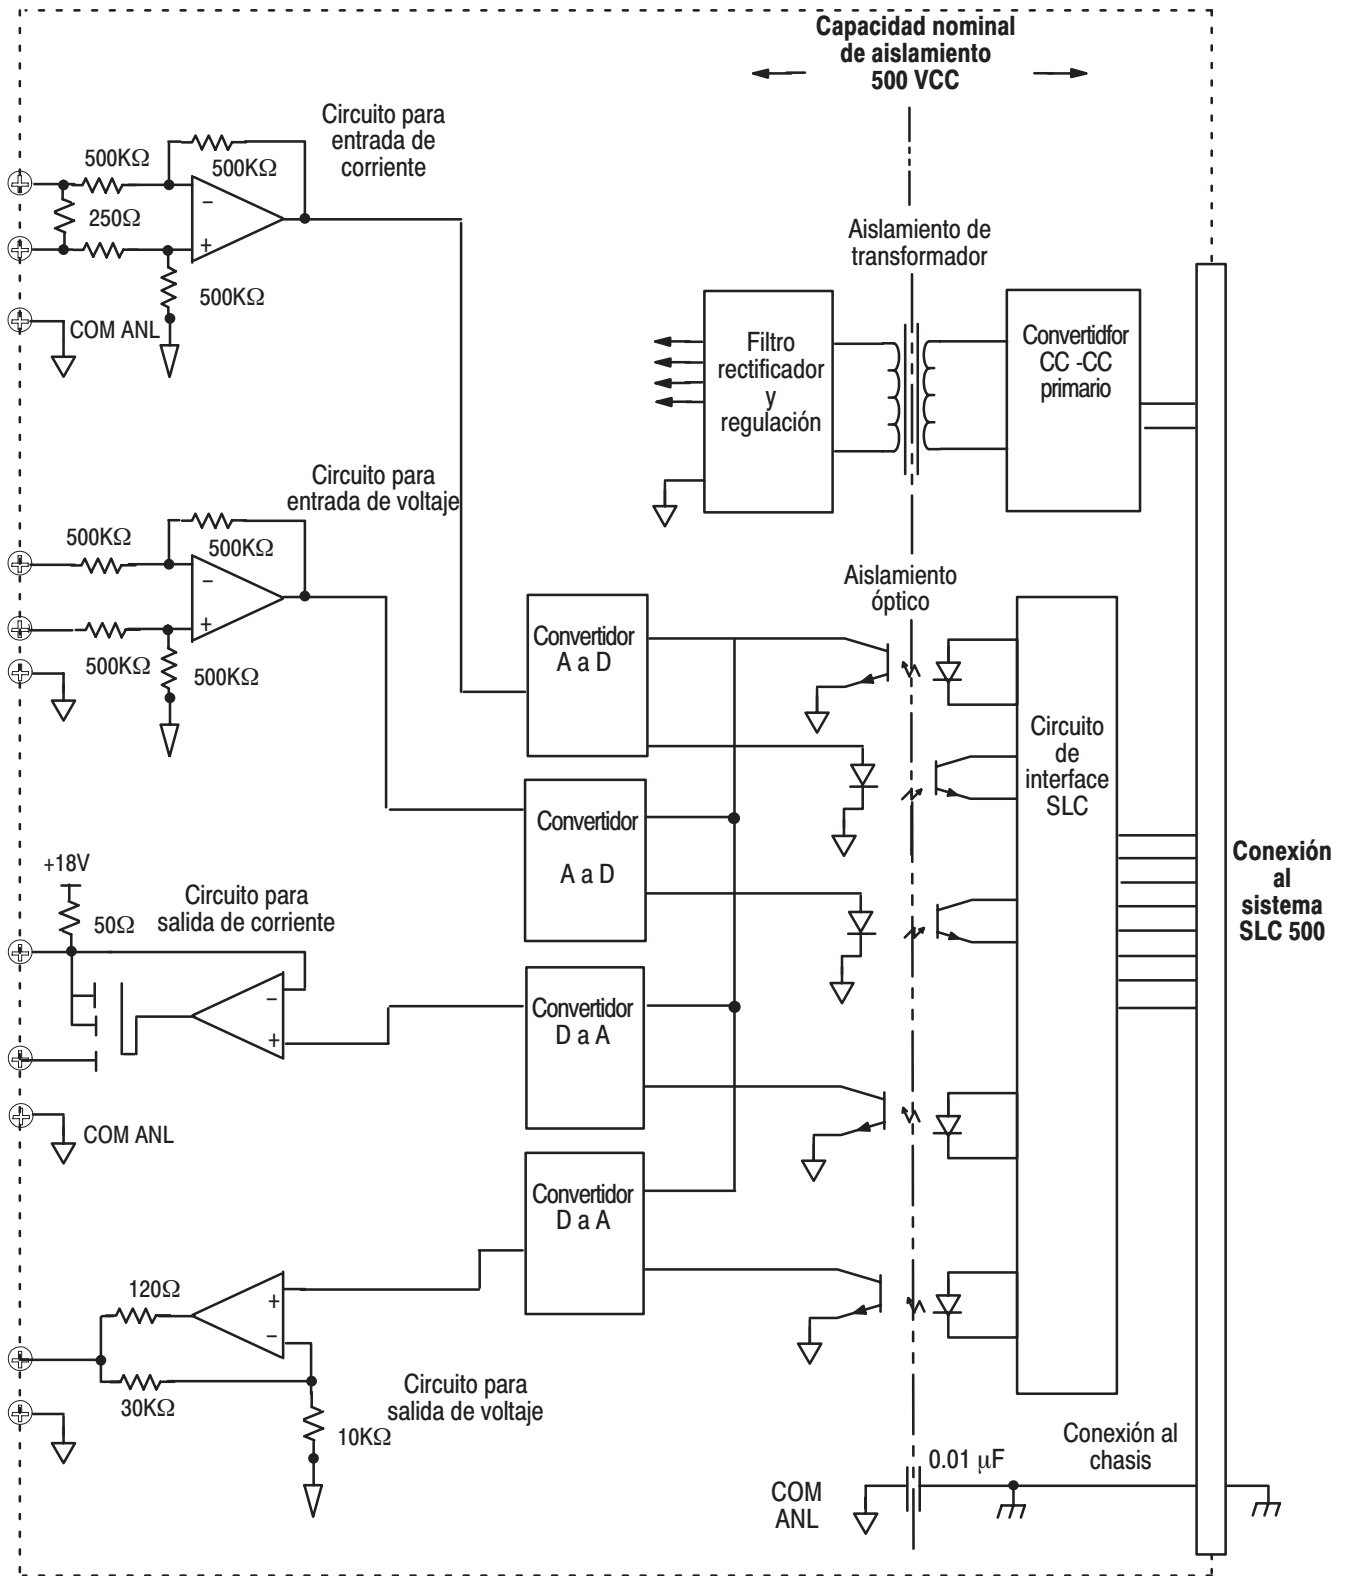 Capacidad nominal
de aislamiento
500 VCC
Circuito para
entrada de
corriente
500KΩ
500KΩ
250Ω
500KΩ
COM ANL
Aislamiento de
transformador
Filtro
rectificador
y
regulación
Convertidfor
CC -CC
primario
Circuito para
entrada de voltaje
500KΩ
500KΩ
500KΩ
500KΩ
Aislamiento
óptico
Convertidor
A a D
Circuito
de
interface
SLC
Convertidor
A a D
Conexión
al
sistema
SLC 500
+18V
50Ω
Circuito para
salida de corriente
Convertidor
D a A
COM ANL
Convertidor
D a A
120Ω
30KΩ
10KΩ
Circuito para
salida de voltaje
COM
ANL
0.01 µF
Conexión al
chasis